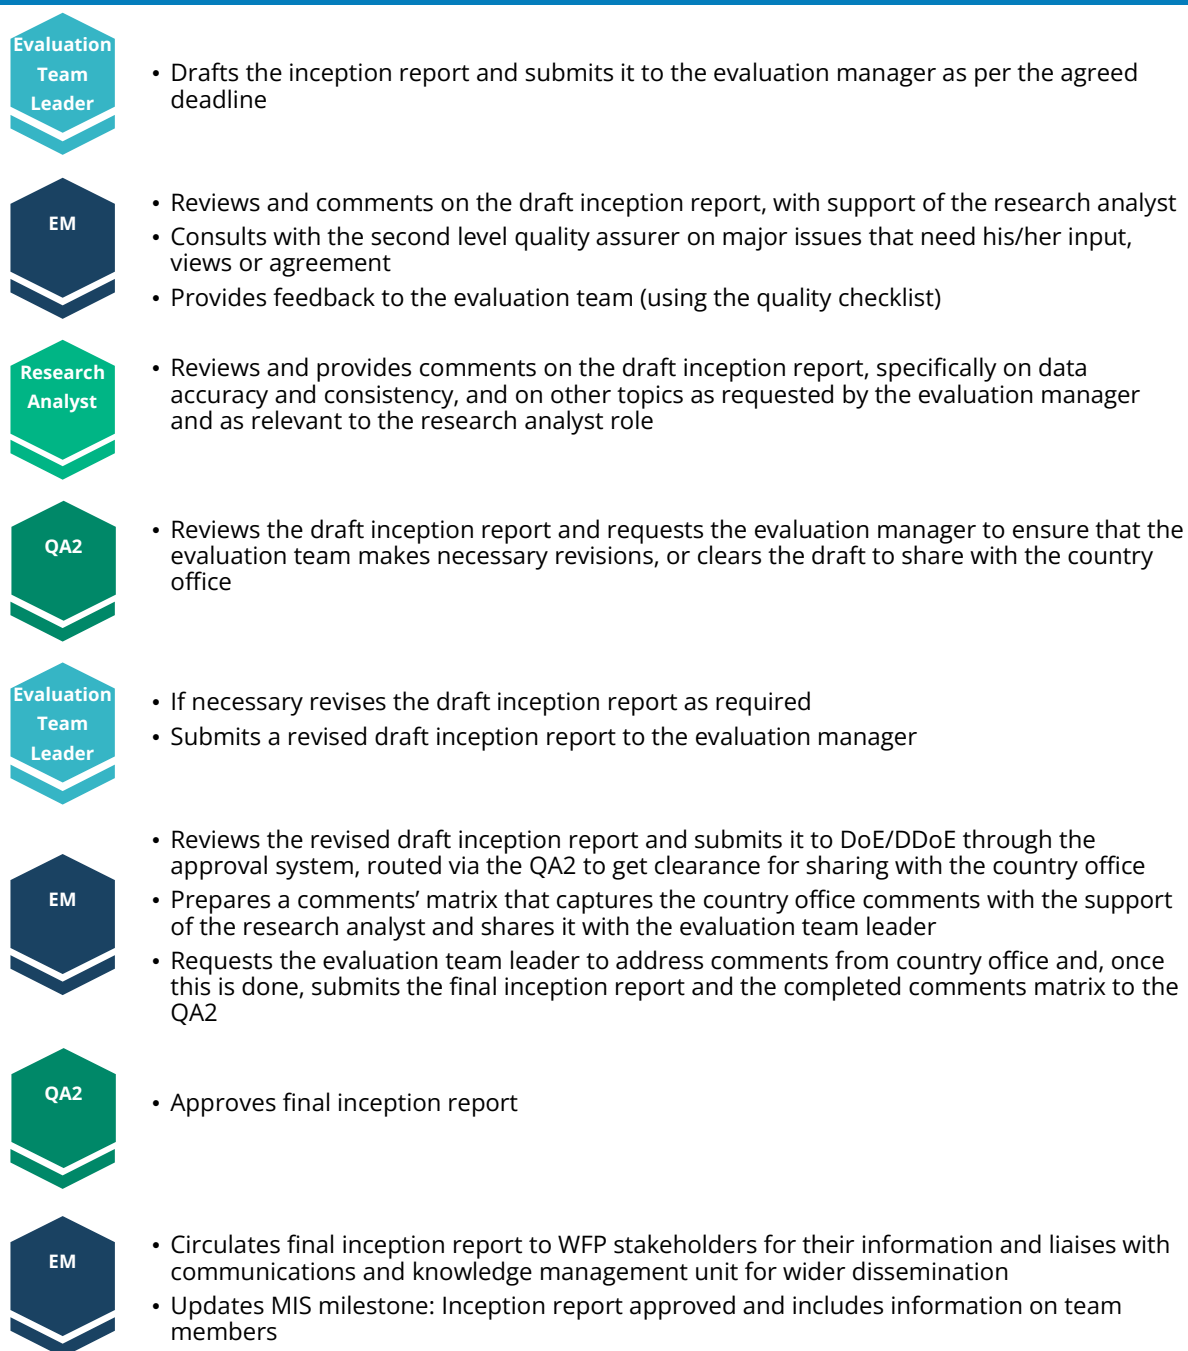 Evaluation
Team
Leader
• Drafts the inception report and submits it to the evaluation manager as per the agreed
deadline
EM
• Reviews and comments on the draft inception report, with support of the research analyst
• Consults with the second level quality assurer on major issues that need his/her input,
views or agreement
• Provides feedback to the evaluation team (using the quality checklist)
Research
Analyst
• Reviews and provides comments on the draft inception report, specifically on data
accuracy and consistency, and on other topics as requested by the evaluation manager
and as relevant to the research analyst role
QA2
• Reviews the draft inception report and requests the evaluation manager to ensure that the
evaluation team makes necessary revisions, or clears the draft to share with the country
office
Evaluation
Team
Leader
• If necessary revises the draft inception report as required
• Submits a revised draft inception report to the evaluation manager
EM
• Reviews the revised draft inception report and submits it to DoE/DDoE through the
approval system, routed via the QA2 to get clearance for sharing with the country office
• Prepares a comments’ matrix that captures the country office comments with the support
of the research analyst and shares it with the evaluation team leader
• Requests the evaluation team leader to address comments from country office and, once
this is done, submits the final inception report and the completed comments matrix to the
QA2
QA2
• Approves final inception report
EM
• Circulates final inception report to WFP stakeholders for their information and liaises with
communications and knowledge management unit for wider dissemination
• Updates MIS milestone: Inception report approved and includes information on team
members